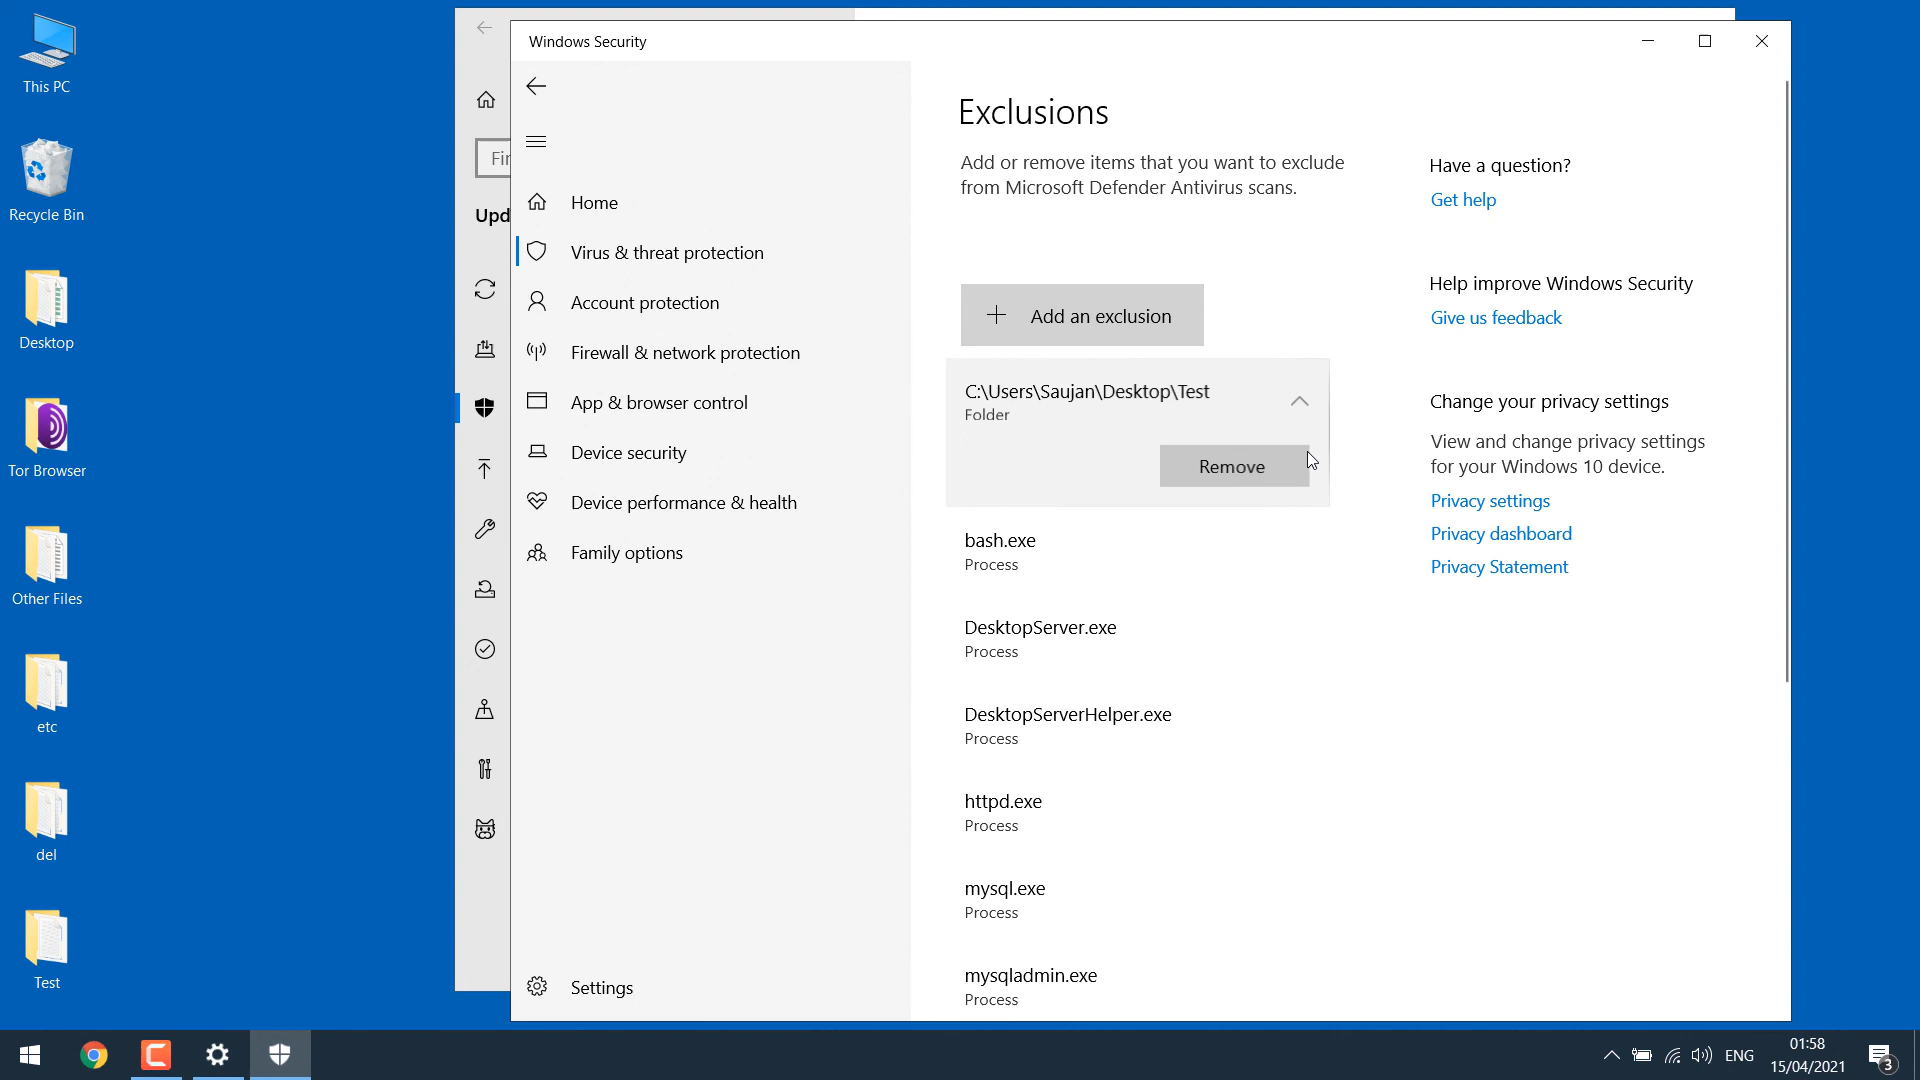 This PC
Recycle Bin
Desktop
Tor Browser
Other Files
etc
del
Test
Upd
Windows Security
Home
Virus & threat protection
Account protection
Firewall & network protection
App & browser control
Device security
Device performance & health
Family options
Settings
Exclusions
Add or remove items that you want to exclude
from Microsoft Defender Antivirus scans.
Add an exclusion
C:\Users\Saujan\Desktop\Test
Folder
Remove
bash.exe
Process
DesktopServer.exe
Process
DesktopServerHelper.exe
Process
httpd.exe
Process
mysql.exe
Process
mysqladmin.exe
Process
Have a question?
Get help
Help improve Windows Security
Give us feedback
Change your privacy settings
View and change privacy settings
for your Windows 10 device.
Privacy settings
Privacy dashboard
Privacy Statement
ENG
01:58
15/04/2021
3